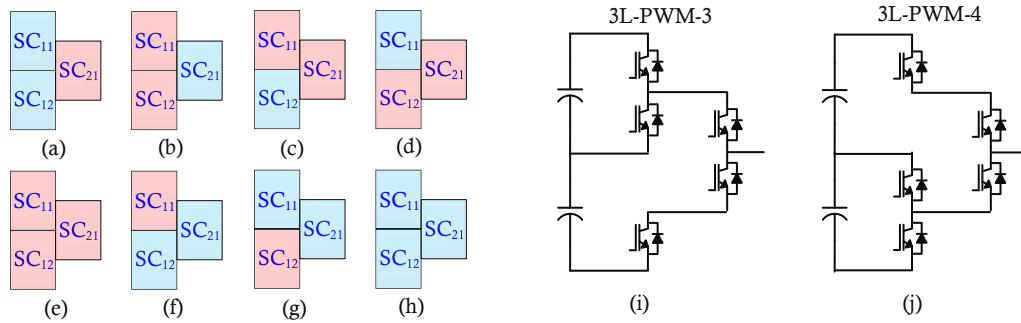 3L-PWM-3
3L-PWM-4
SC₁₁
SC₁₂
SC₂₁
(a)
SC₁₁
SC₁₂
SC₂₁
(b)
SC₁₁
SC₁₂
SC₂₁
(c)
SC₁₁
SC₁₂
SC₂₁
(d)
SC₁₁
SC₁₂
SC₂₁
(e)
SC₁₁
SC₁₂
SC₂₁
(f)
SC₁₁
SC₁₂
SC₂₁
(g)
SC₁₁
SC₁₂
SC₂₁
(h)
(i)
(j)